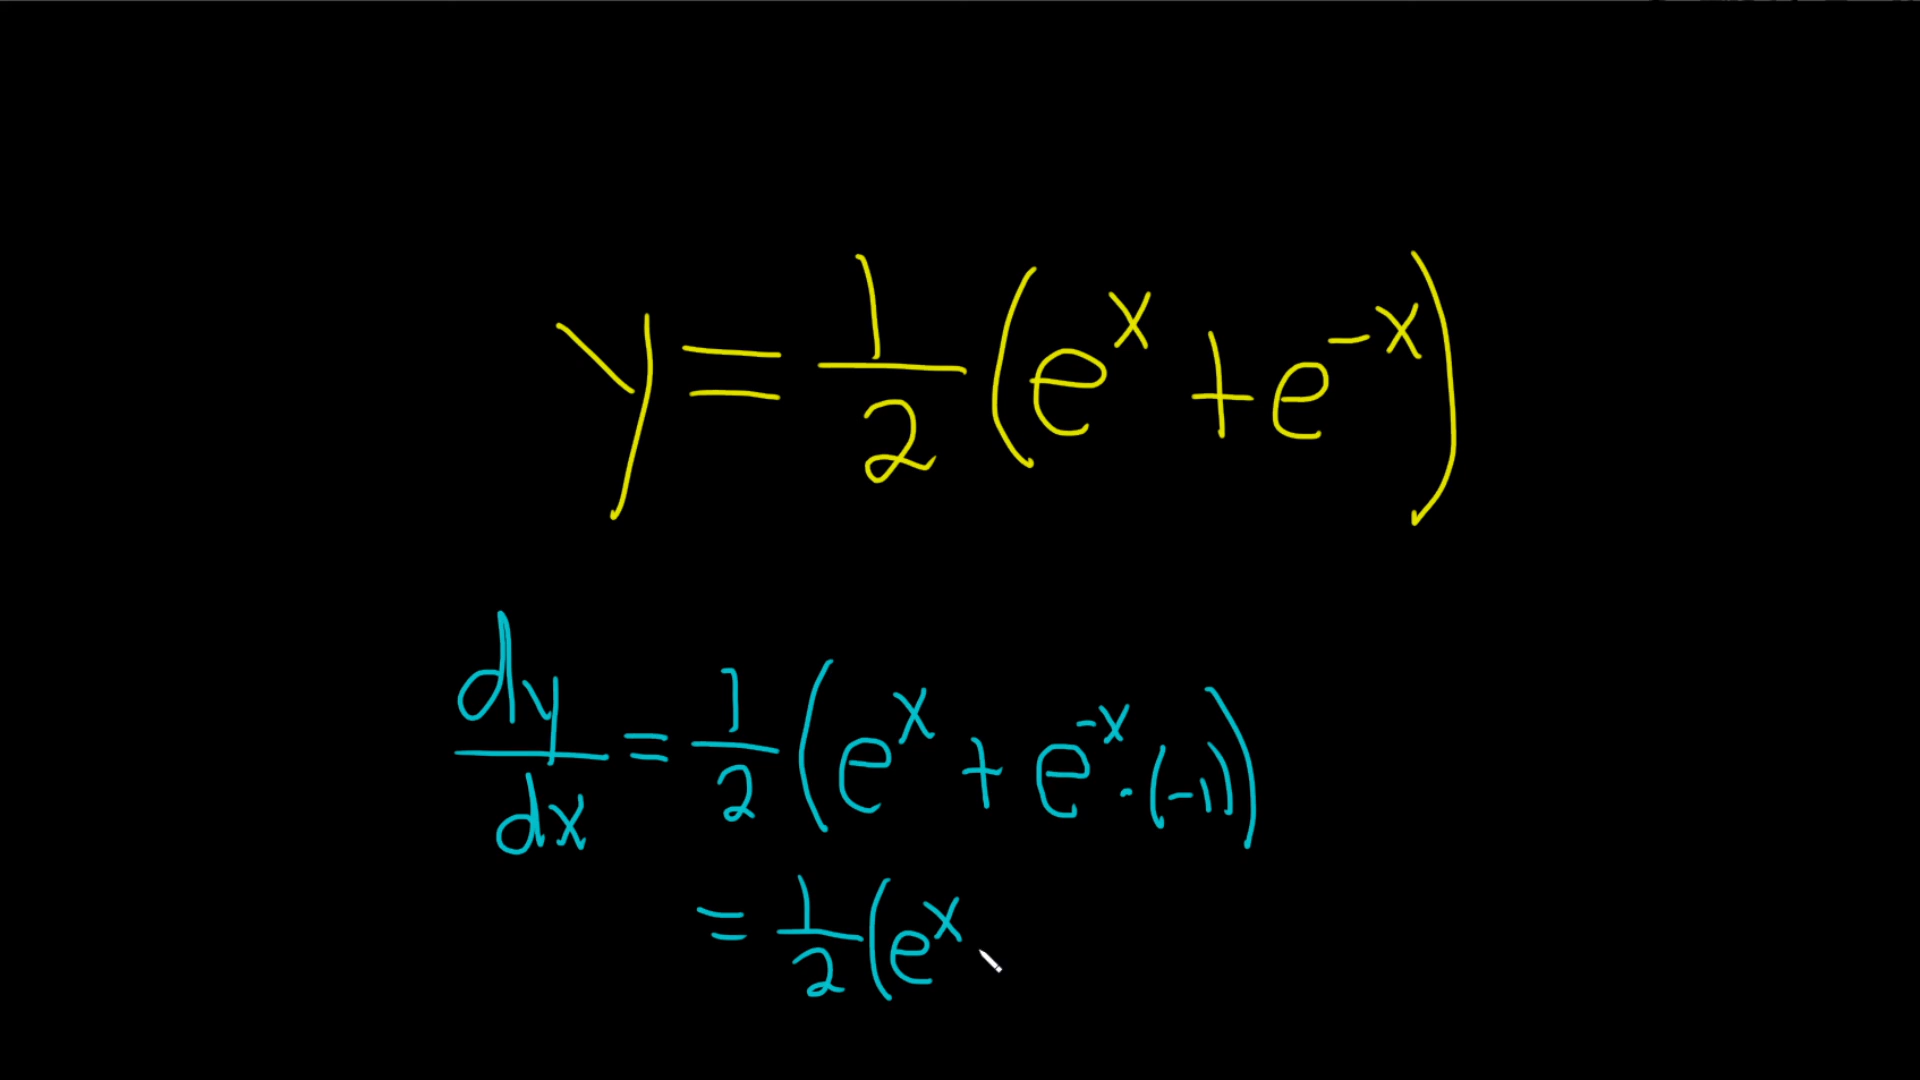 y = 1/2 (e^x + e^-x)
dy/dx = 1/2 (e^x + e^-x · (-1))
= 1/2 (e^x